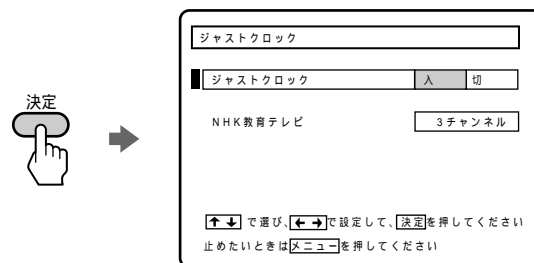 決定
ジャストクロック
ジャストクロック 入 切
NHK教育テレビ 3チャンネル
↑ ↓ で選び、← →で設定して、決定を押してください
止めたいときはメニューを押してください